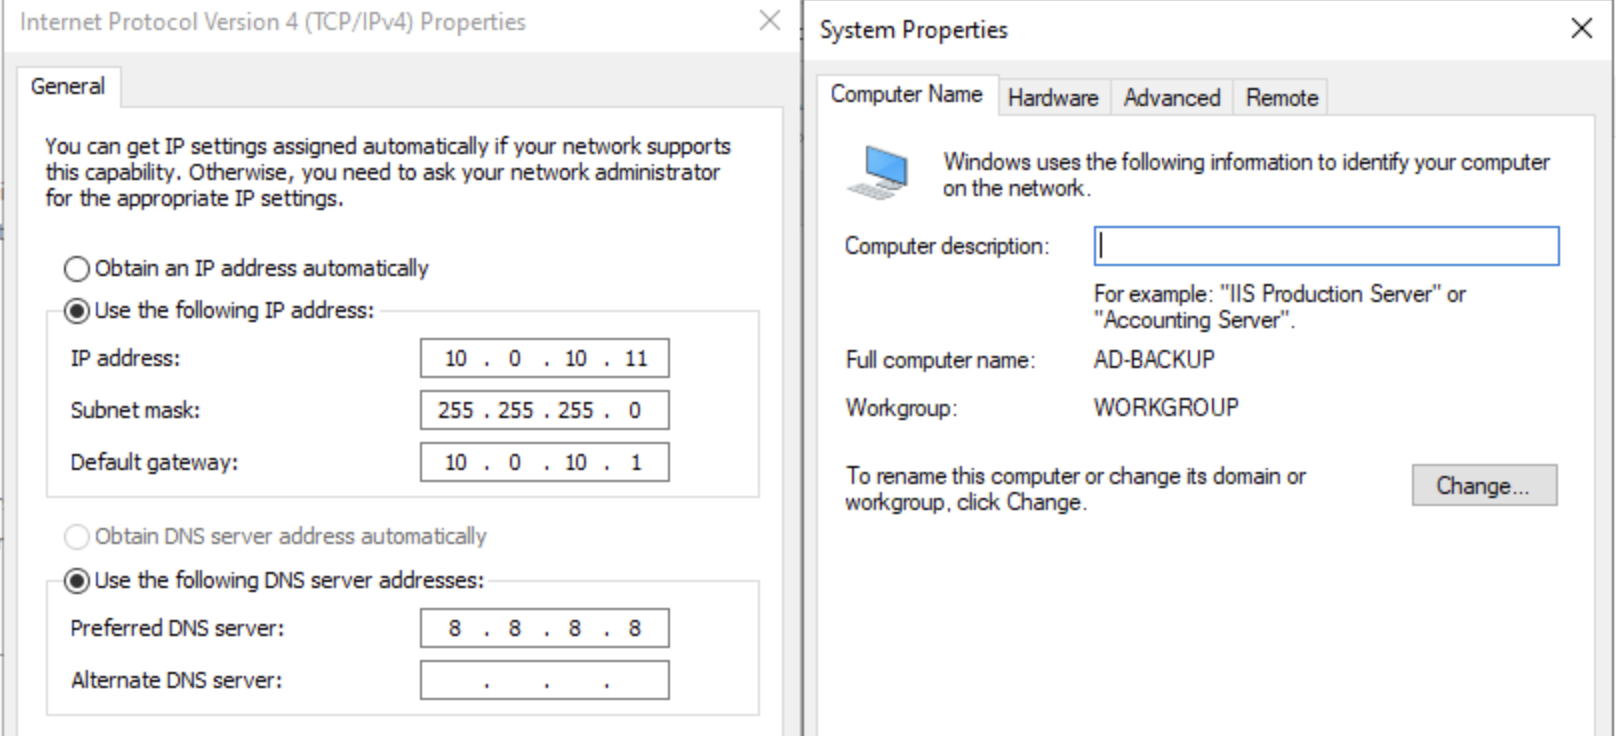 Internet Protocol Version 4 (TCP/IPv4) Properties
General
You can get IP settings assigned automatically if your network supports
this capability. Otherwise, you need to ask your network administrator
for the appropriate IP settings.
Obtain an IP address automatically
Use the following IP address:
IP address: 10 . 0 . 10 . 11
Subnet mask: 255 . 255 . 255 . 0
Default gateway: 10 . 0 . 10 . 1
Obtain DNS server address automatically
Use the following DNS server addresses:
Preferred DNS server: 8 . 8 . 8 . 8
Alternate DNS server: . . .
System Properties
Computer Name Hardware Advanced Remote
Windows uses the following information to identify your computer
on the network.
Computer description:
For example: "IIS Production Server" or
"Accounting Server".
Full computer name: AD-BACKUP
Workgroup: WORKGROUP
To rename this computer or change its domain or
workgroup, click Change.
Change...